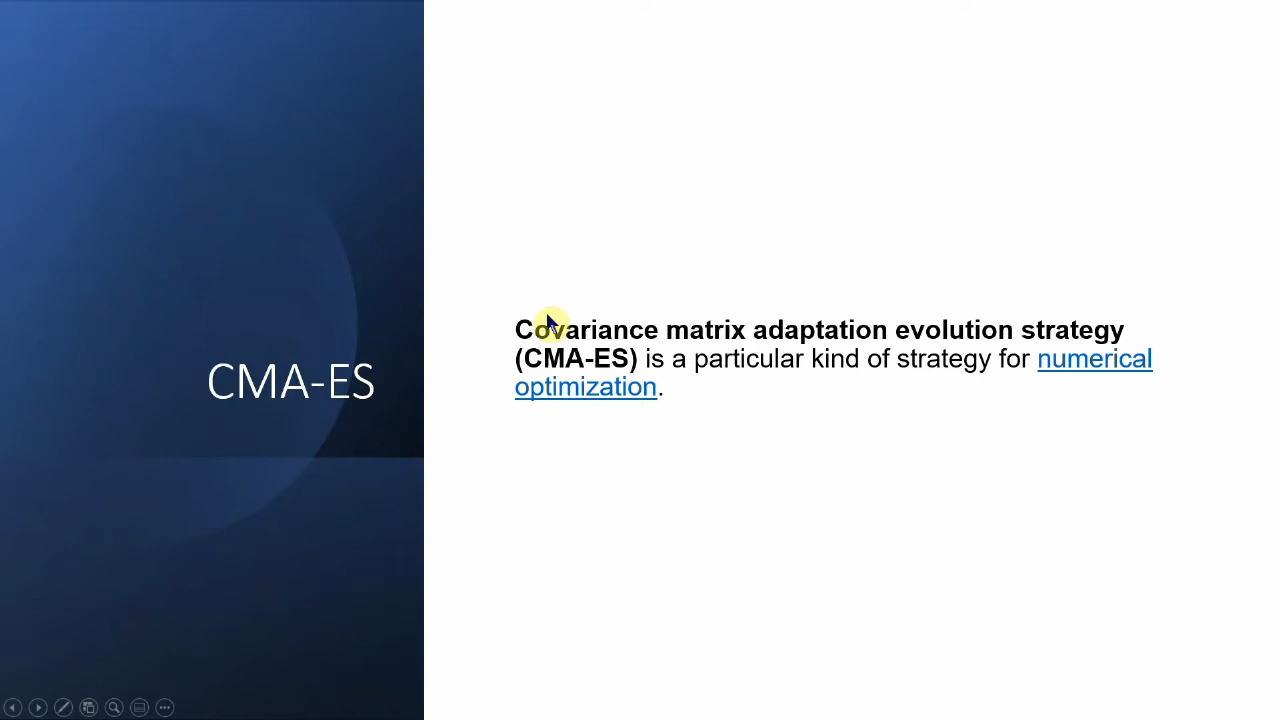 CMA-ES
Covariance matrix adaptation evolution strategy
(CMA-ES) is a particular kind of strategy for numerical
optimization.